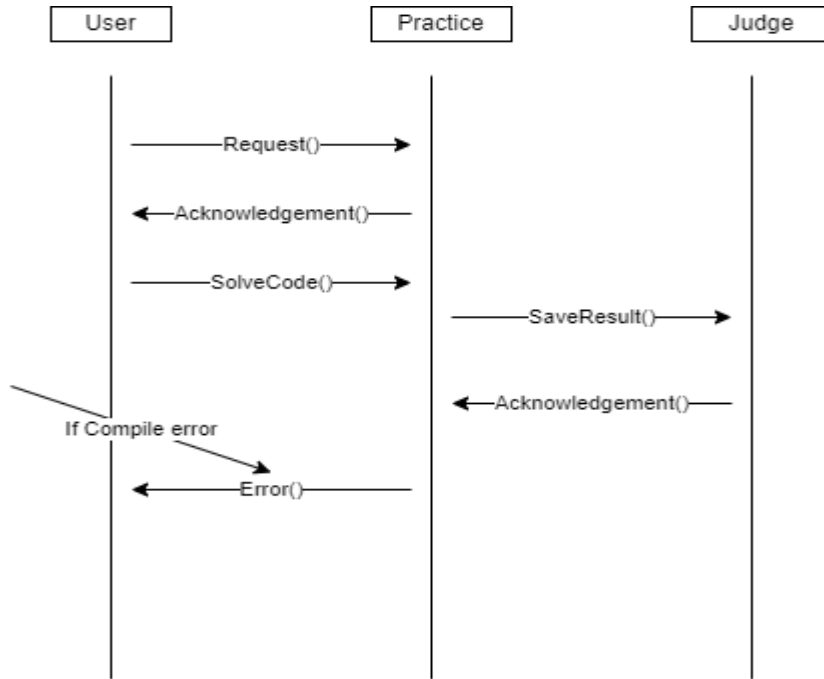 User
Practice
Judge
Request()
Acknowledgement()
SolveCode()
SaveResult()
Acknowledgement()
If Compile error
Error()